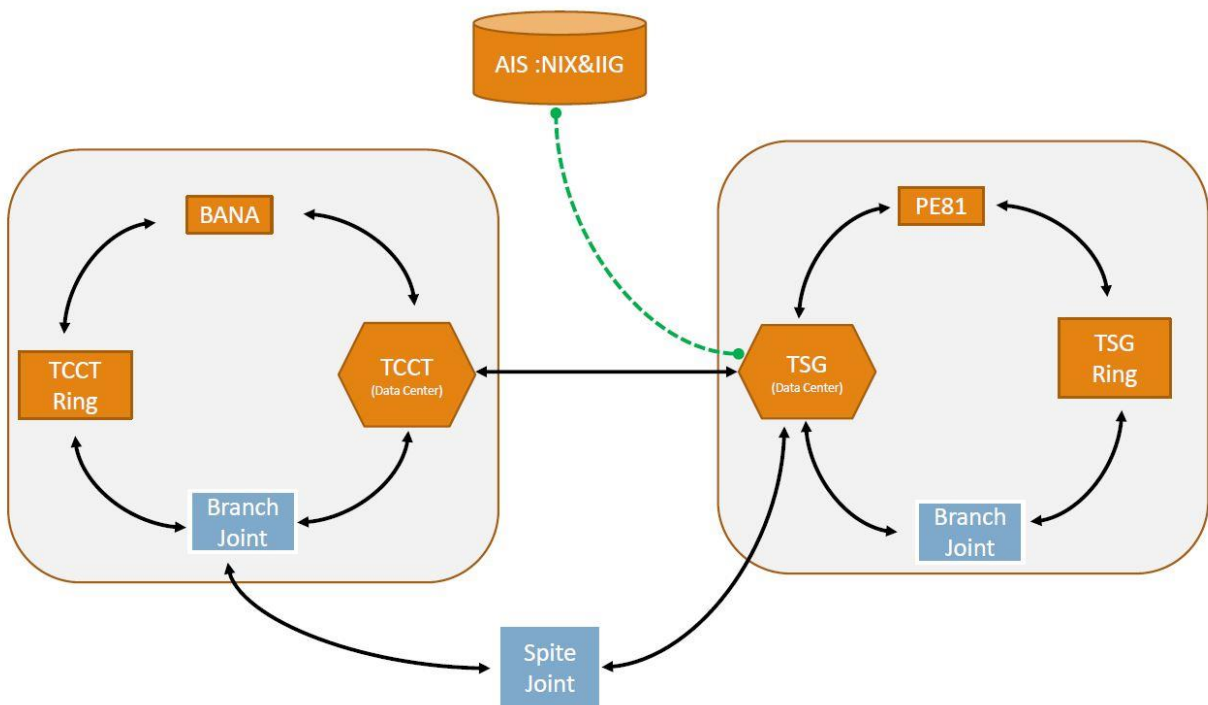 AIS :NIX&IIG
BANA
TCCT
Ring
TCCT
(Data Center)
Branch
Joint
PE81
TSG
(Data Center)
TSG
Ring
Branch
Joint
Spite
Joint